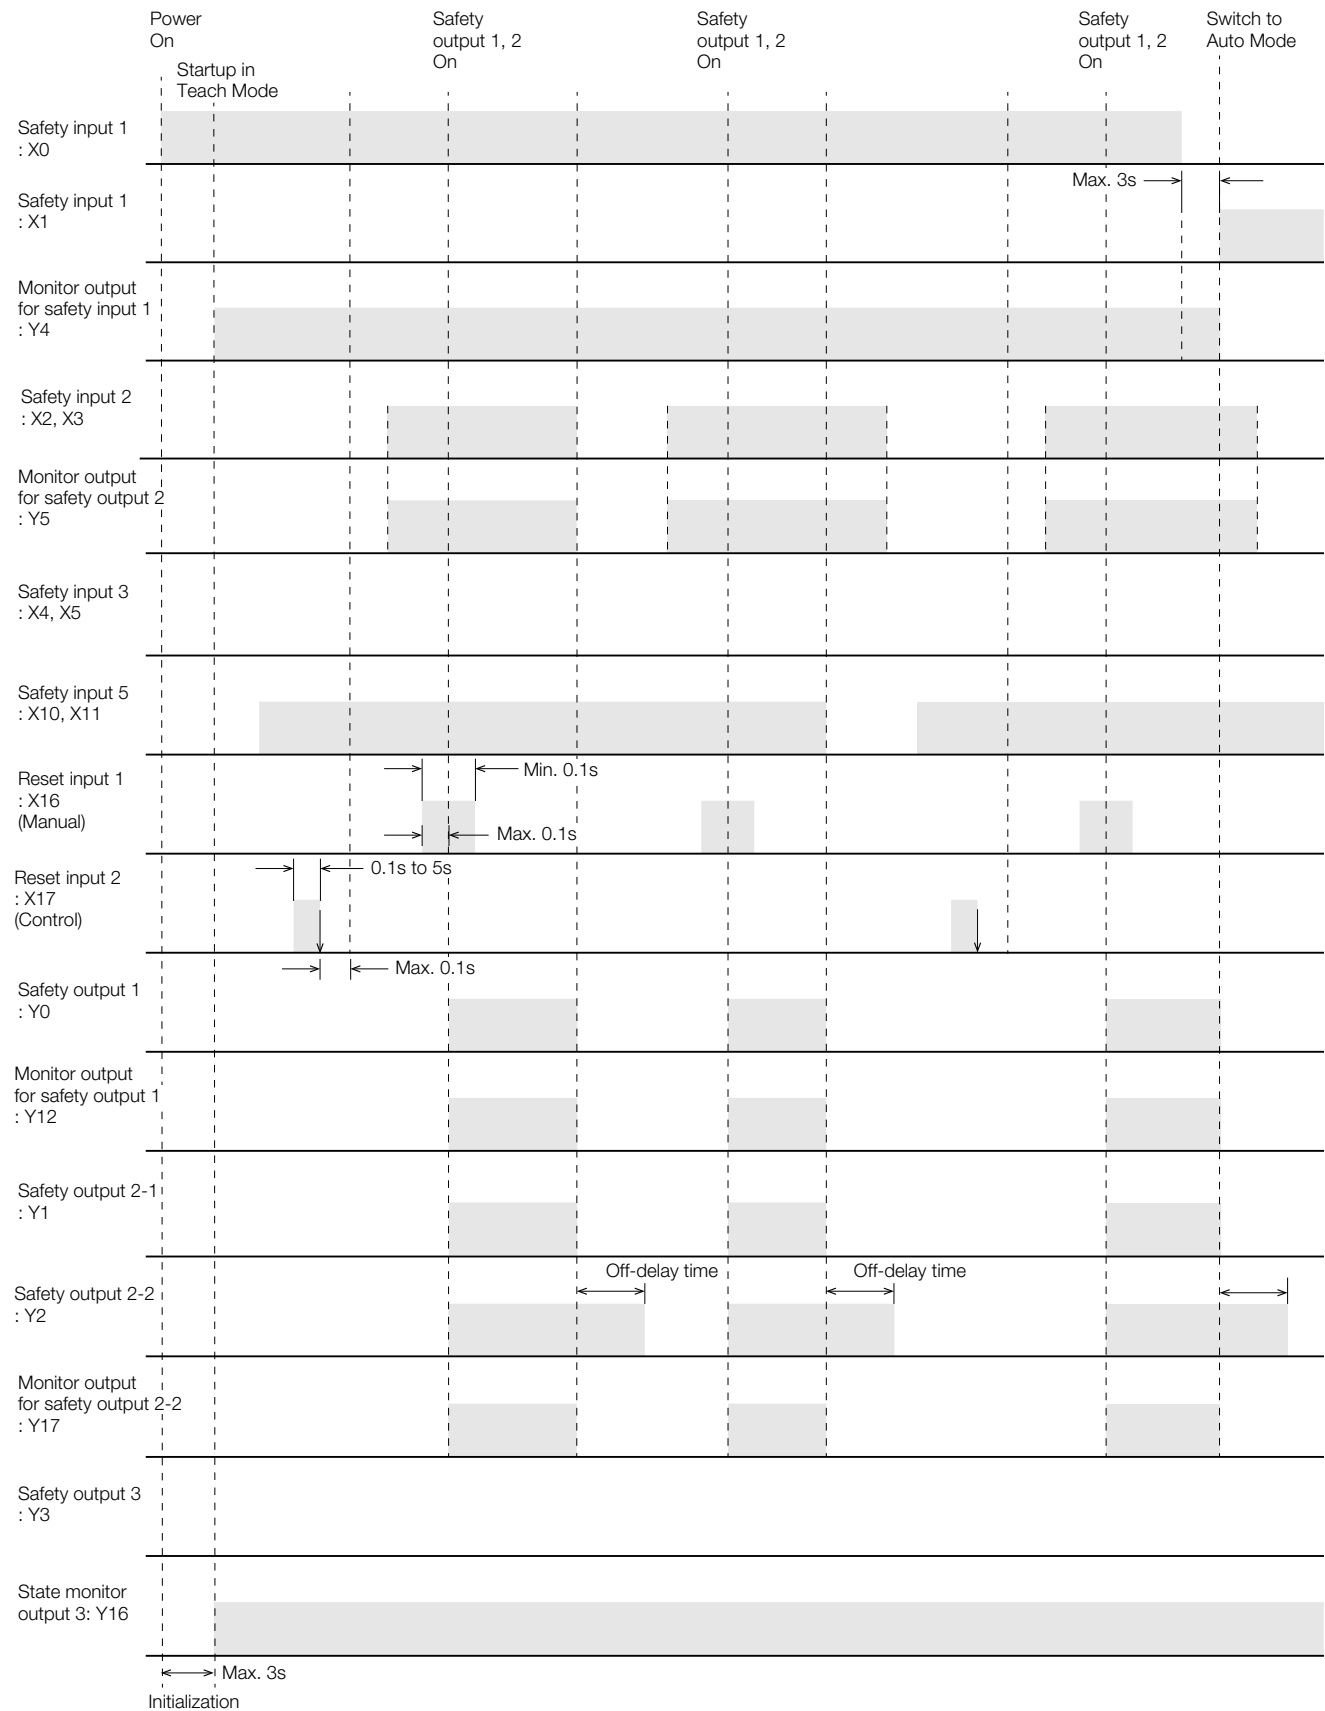 Power
On
Startup in
Teach Mode
Safety
output 1, 2
On
Safety
output 1, 2
On
Safety
output 1, 2
On
Switch to
Auto Mode
Safety input 1
: X0
Max. 3s
Safety input 1
: X1
Monitor output
for safety input 1
: Y4
Safety input 2
: X2, X3
Monitor output
for safety output 2
: Y5
Safety input 3
: X4, X5
Safety input 5
: X10, X11
Reset input 1
: X16
(Manual)
Min. 0.1s
Max. 0.1s
Reset input 2
: X17
(Control)
0.1s to 5s
Max. 0.1s
Safety output 1
: Y0
Monitor output
for safety output 1
: Y12
Safety output 2-1
: Y1
Safety output 2-2
: Y2
Off-delay time
Off-delay time
Monitor output
for safety output 2-2
: Y17
Safety output 3
: Y3
State monitor
output 3: Y16
Max. 3s
Initialization